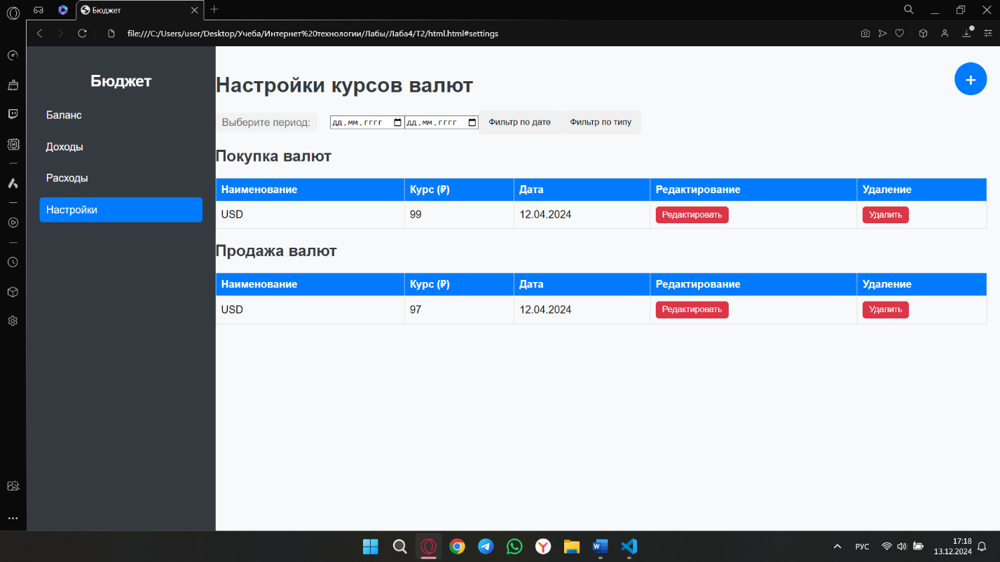 Бюджет
file:///C:/Users/user/Desktop/Учеба/Интернет%20технологии/Лабы/Лаба4/T2/html.html#settings
Бюджет
Баланс
Доходы
Расходы
Настройки
Настройки курсов валют
+
Выберите период: дд.мм.гггг дд.мм.гггг Фильтр по дате Фильтр по типу
Покупка валют
Наименование Курс (₽) Дата Редактирование Удаление
USD 99 12.04.2024 Редактировать Удалить
Продажа валют
Наименование Курс (₽) Дата Редактирование Удаление
USD 97 12.04.2024 Редактировать Удалить
РУС
17:18
13.12.2024